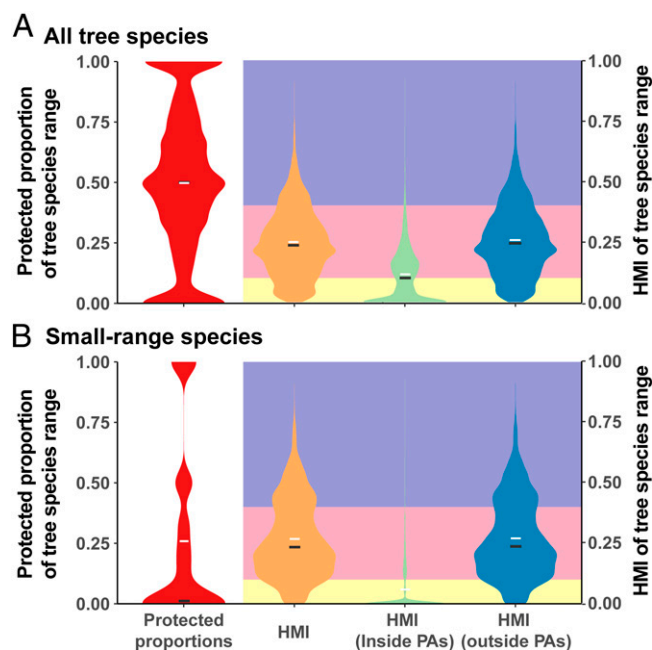 A All tree species
Protected proportion
of tree species range
1.00
0.75
0.50
0.25
0.00
1.00
0.75
0.50
0.25
0.00
HMI of tree species range
B Small-range species
Protected proportion
of tree species range
1.00
0.75
0.50
0.25
0.00
1.00
0.75
0.50
0.25
0.00
HMI of tree species range
Protected
proportions
HMI
HMI
(Inside PAs)
HMI
(outside PAs)